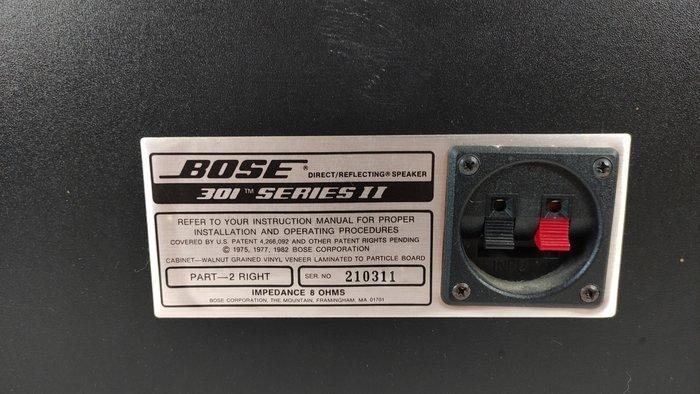 BOSE® DIRECT/REFLECTING® SPEAKER
301™ SERIES II
REFER TO YOUR INSTRUCTION MANUAL FOR PROPER
INSTALLATION AND OPERATING PROCEDURES
COVERED BY U.S. PATENT 4,266,092 AND OTHER PATENT RIGHTS PENDING
© 1975, 1977, 1982 BOSE CORPORATION
CABINET—WALNUT GRAINED VINYL VENEER LAMINATED TO PARTICLE BOARD
PART—2 RIGHT
SER. NO. 210311
IMPEDANCE 8 OHMS
BOSE CORPORATION, THE MOUNTAIN, FRAMINGHAM, MA. 01701